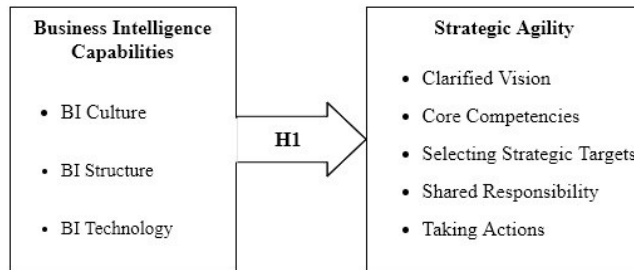 Business Intelligence
Capabilities
• BI Culture
• BI Structure
• BI Technology
H1
Strategic Agility
• Clarified Vision
• Core Competencies
• Selecting Strategic Targets
• Shared Responsibility
• Taking Actions